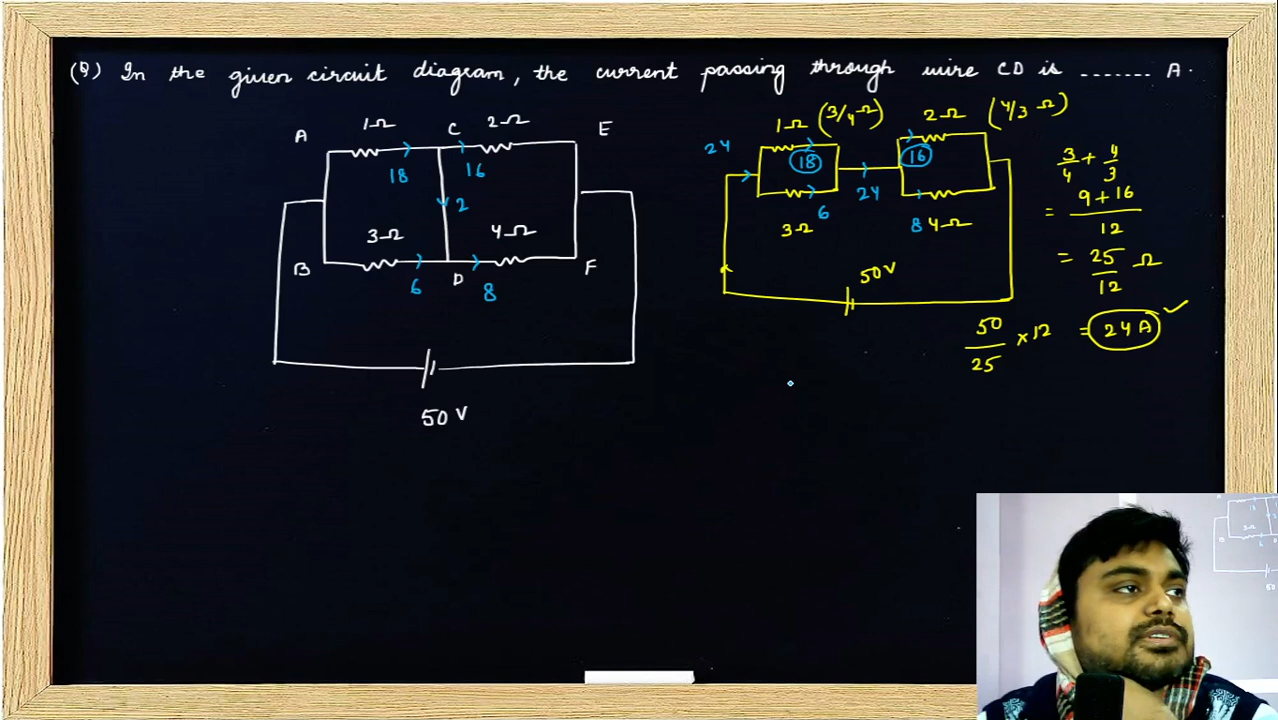 (Q) In the given circuit diagram, the current passing through wire CD is ....... A.
A 1Ω C 2Ω E
18 16
2
3Ω 4Ω
B 6 D 8 F
50 V
24 1Ω (3/4 Ω) 2Ω (4/3 Ω)
18 24 16
6 8
3Ω 4Ω
50 V
3/4 + 4/3
= 9 + 16 / 12
= 25/12 Ω
50/25 × 12 = 24 A ✓